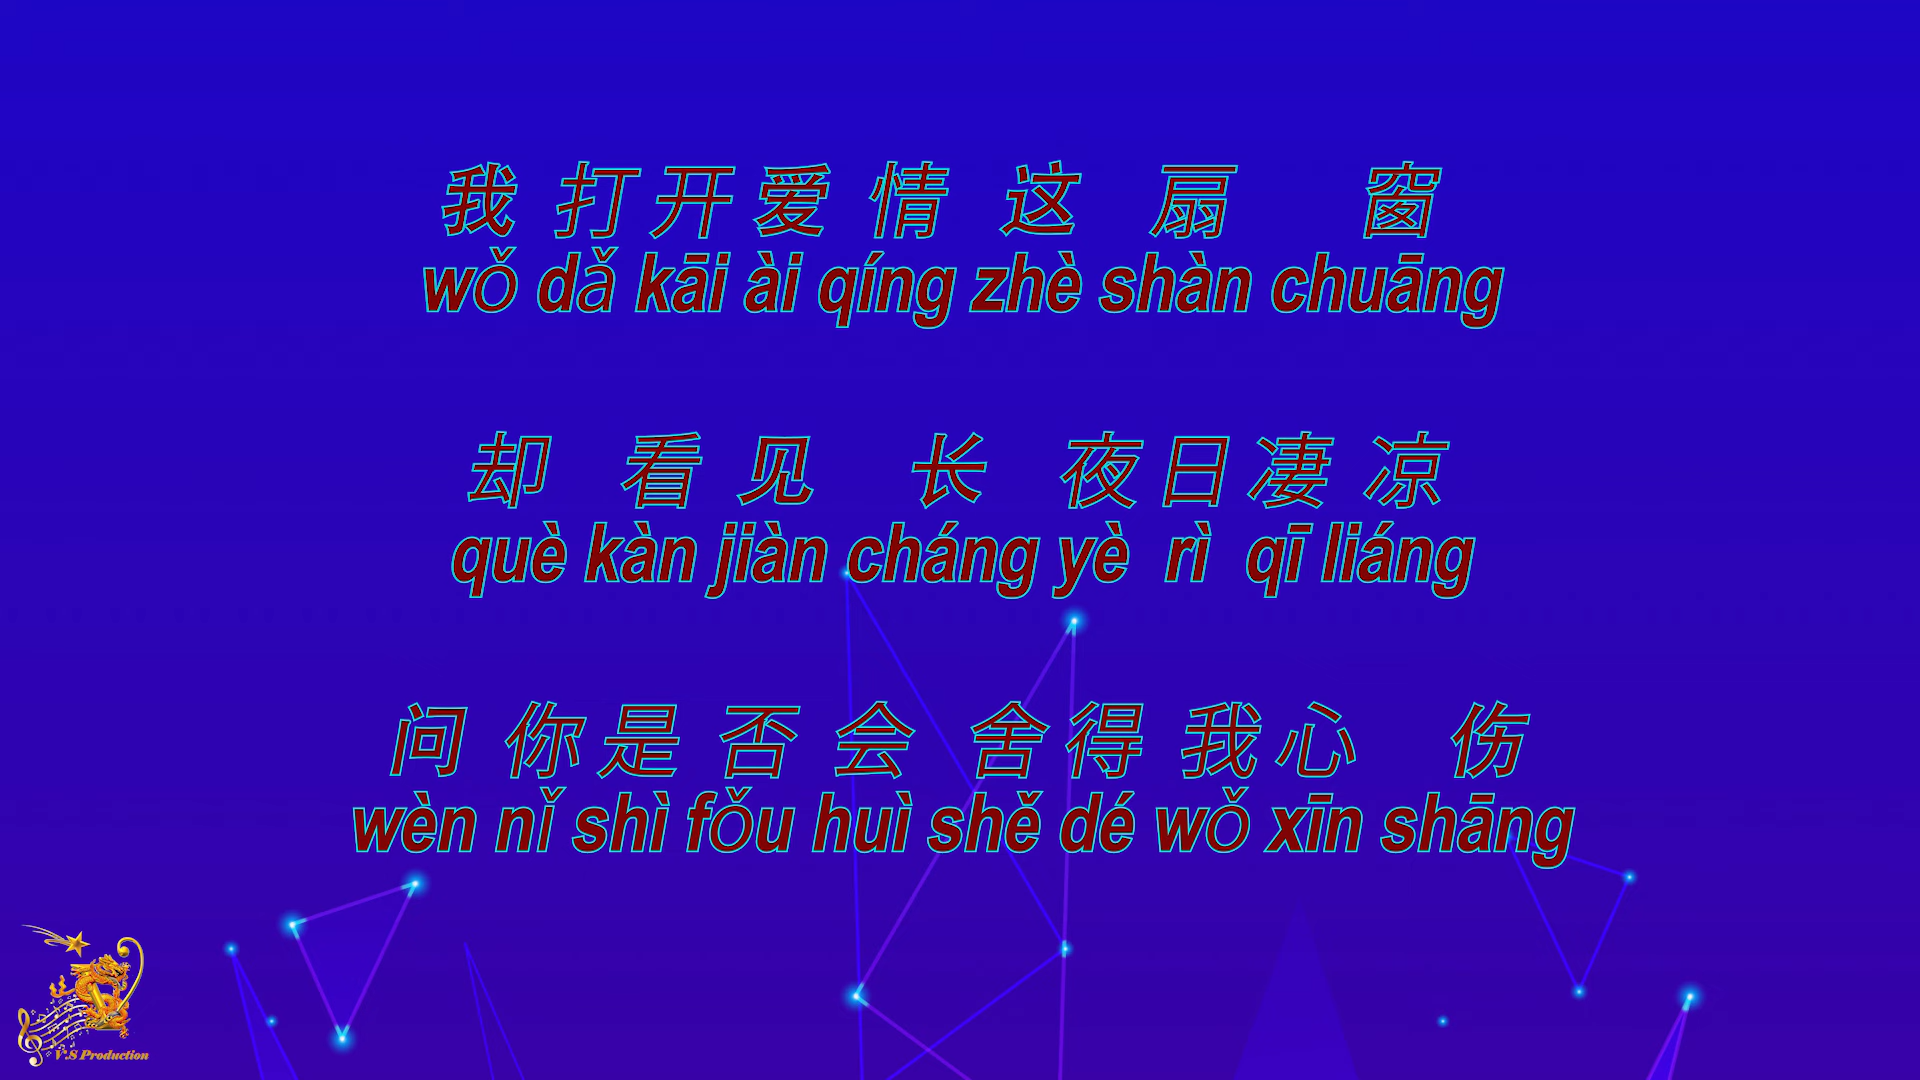 我打开爱情这扇窗
wǒ dǎ kāi ài qíng zhè shàn chuāng
却看见长夜日凄凉
què kàn jiàn cháng yè rì qī liáng
问你是否会舍得我心伤
wèn nǐ shì fǒu huì shě dé wǒ xīn shāng
V.S Production